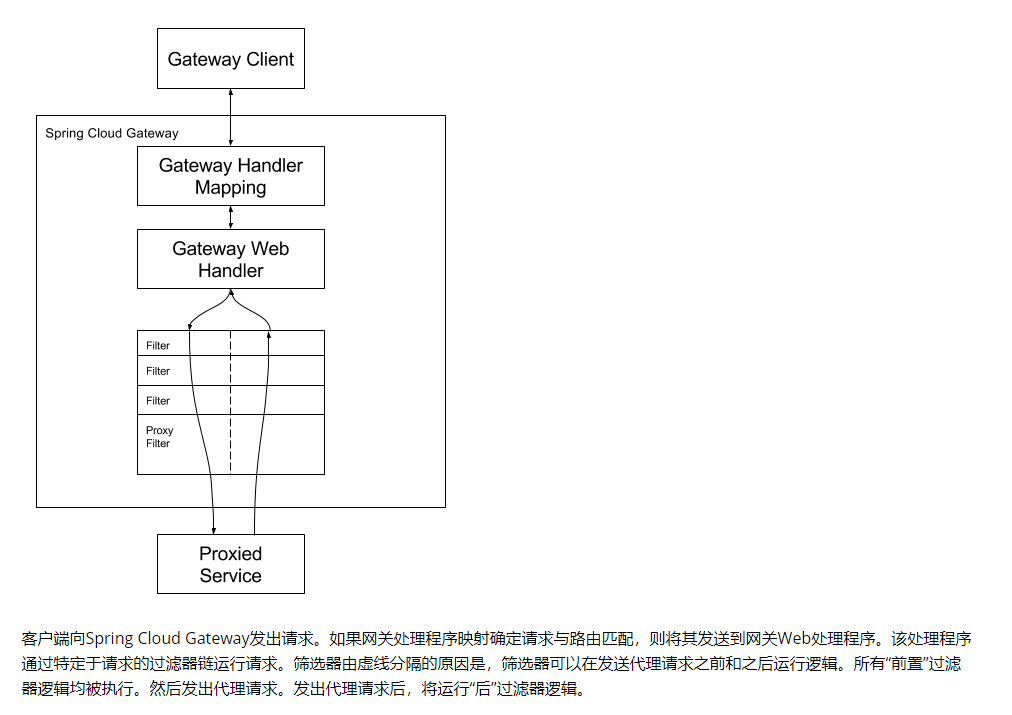 Gateway Client
Spring Cloud Gateway
Gateway Handler
Mapping
Gateway Web
Handler
Filter
Filter
Filter
Proxy
Filter
Proxied
Service
客户端向Spring Cloud Gateway发出请求。如果网关处理程序映射确定请求与路由匹配，则将其发送到网关Web处理程序。该处理程序
通过特定于请求的过滤器链运行请求。筛选器由虚线分隔的原因是，筛选器可以在发送代理请求之前和之后运行逻辑。所有“前置”过滤
器逻辑均被执行。然后发出代理请求。发出代理请求后，将运行“后”过滤器逻辑。